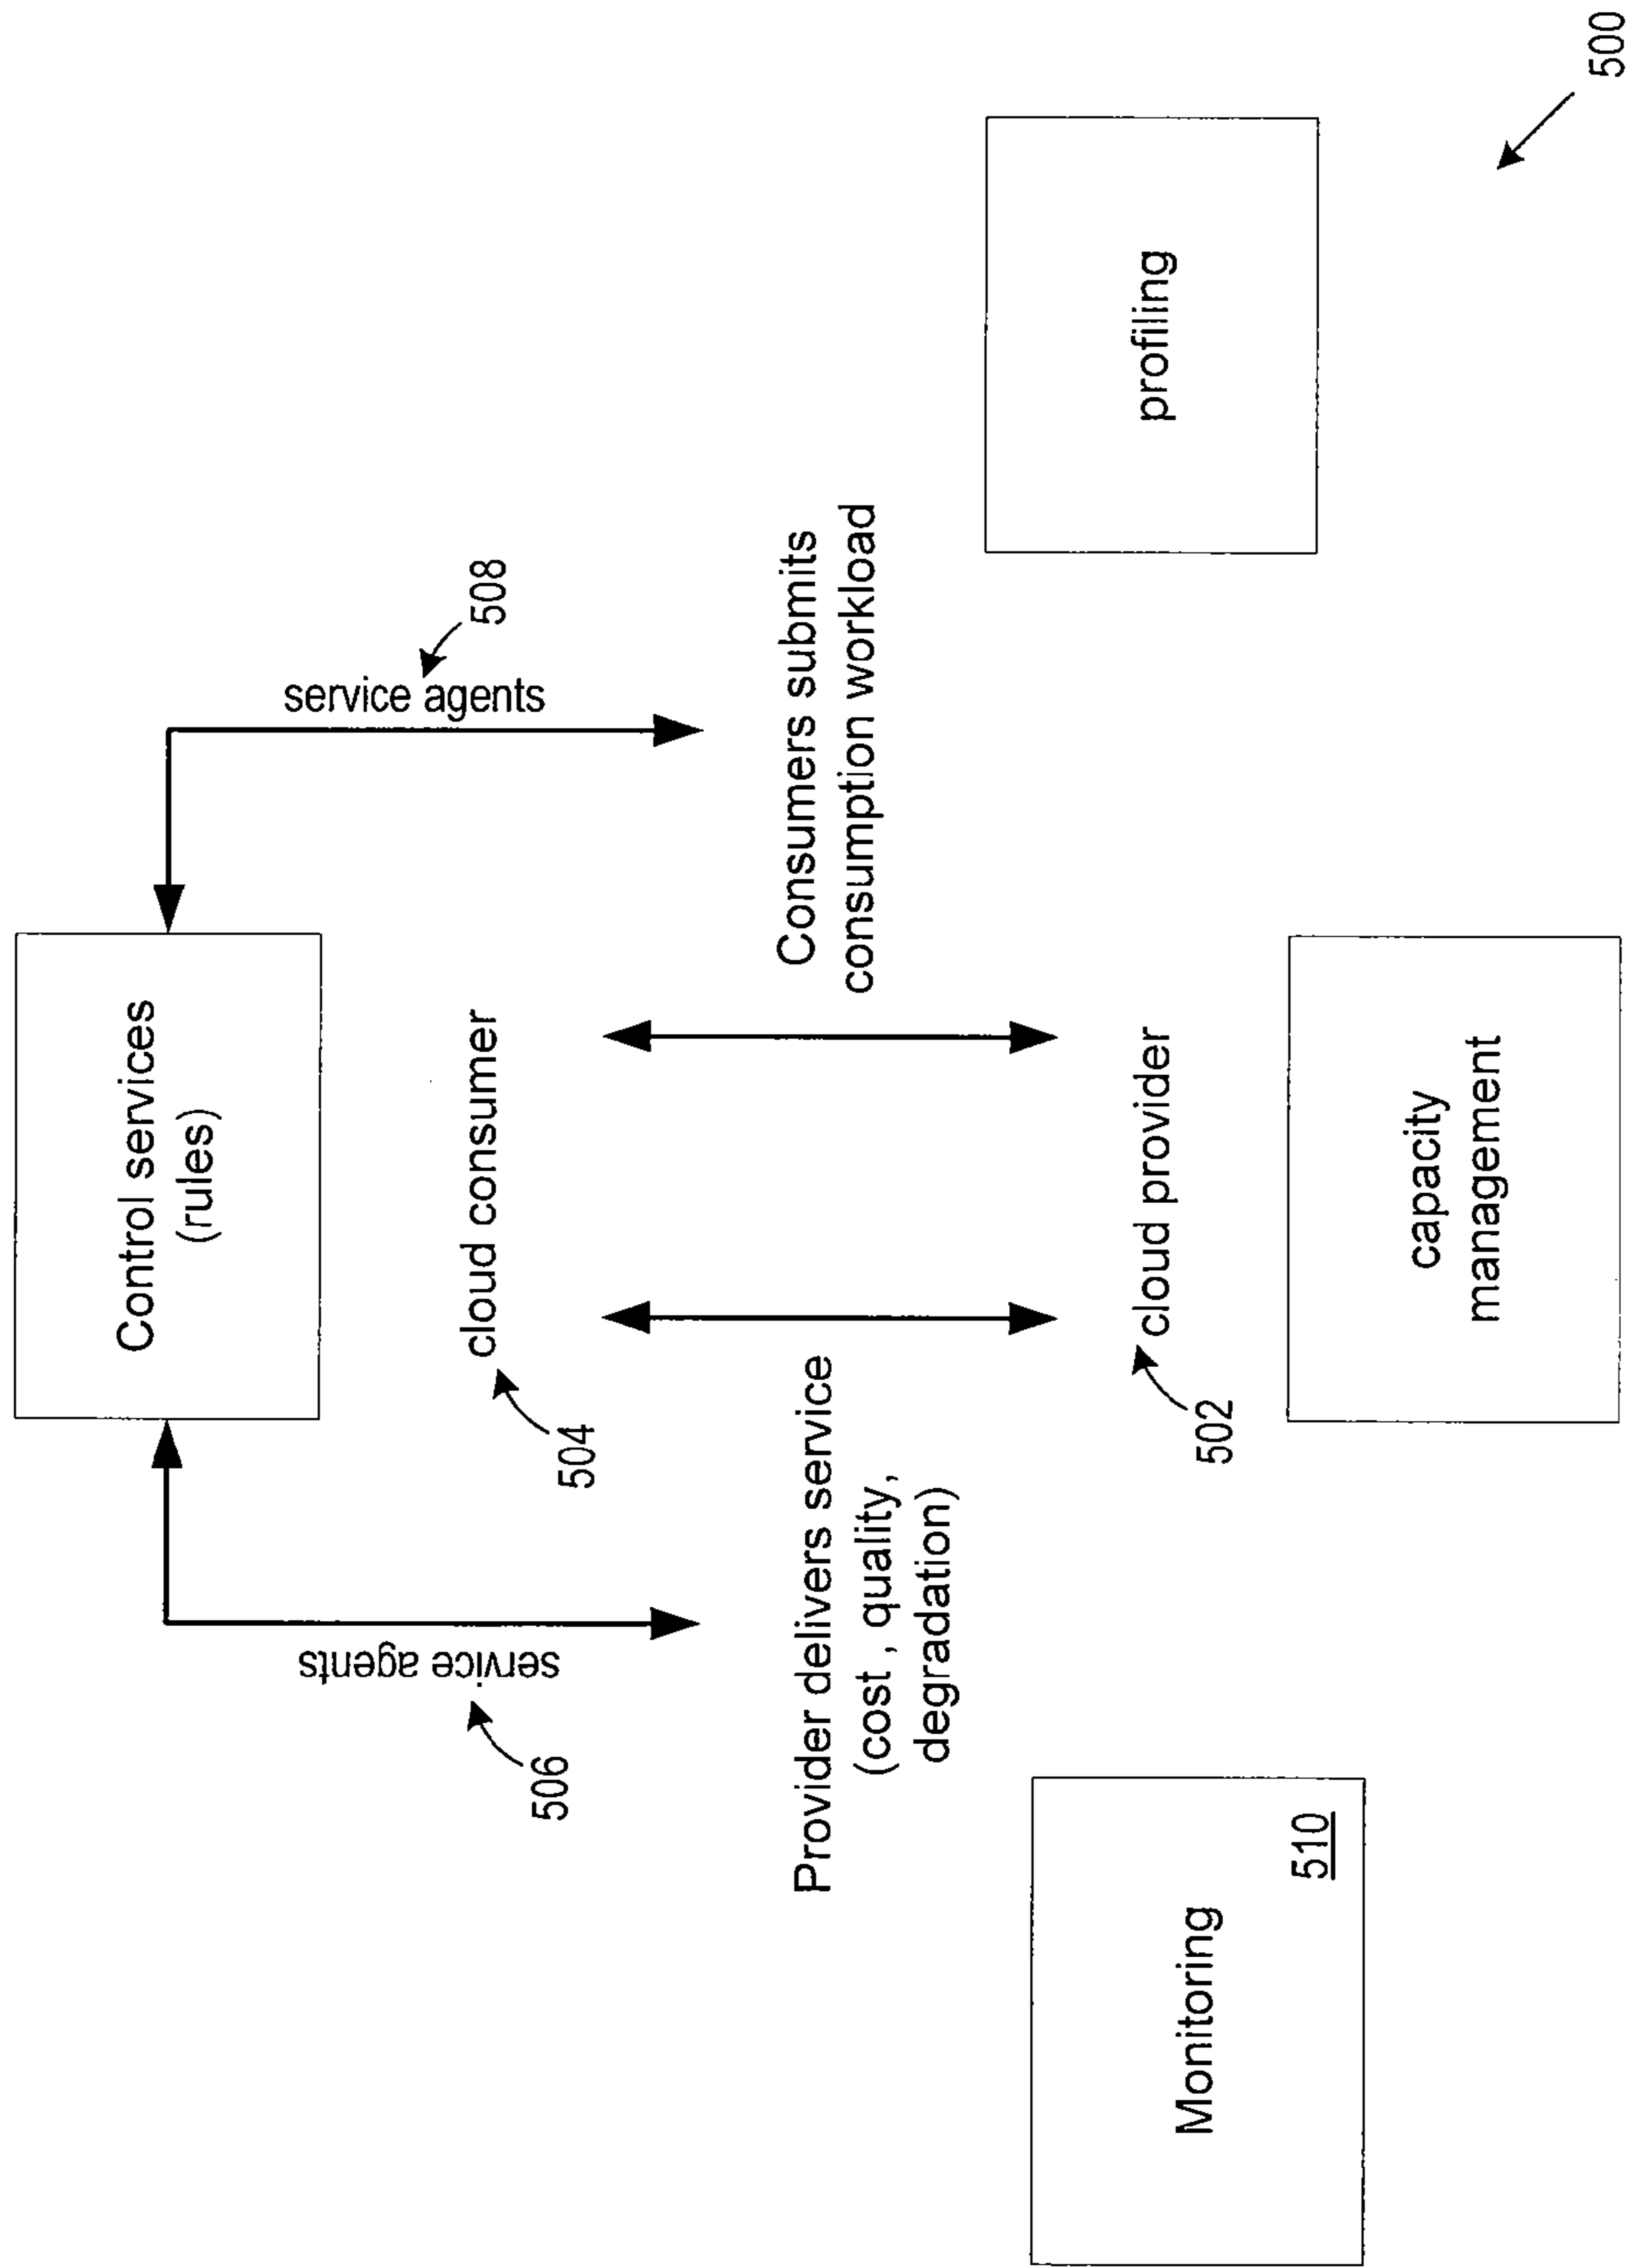 Control services
(rules)
service agents
506
service agents
508
cloud consumer
504
Provider delivers service
(cost , quality,
degradation)
Consumers submits
consumption workload
cloud provider
502
Monitoring
510
profiling
capacity
management
500